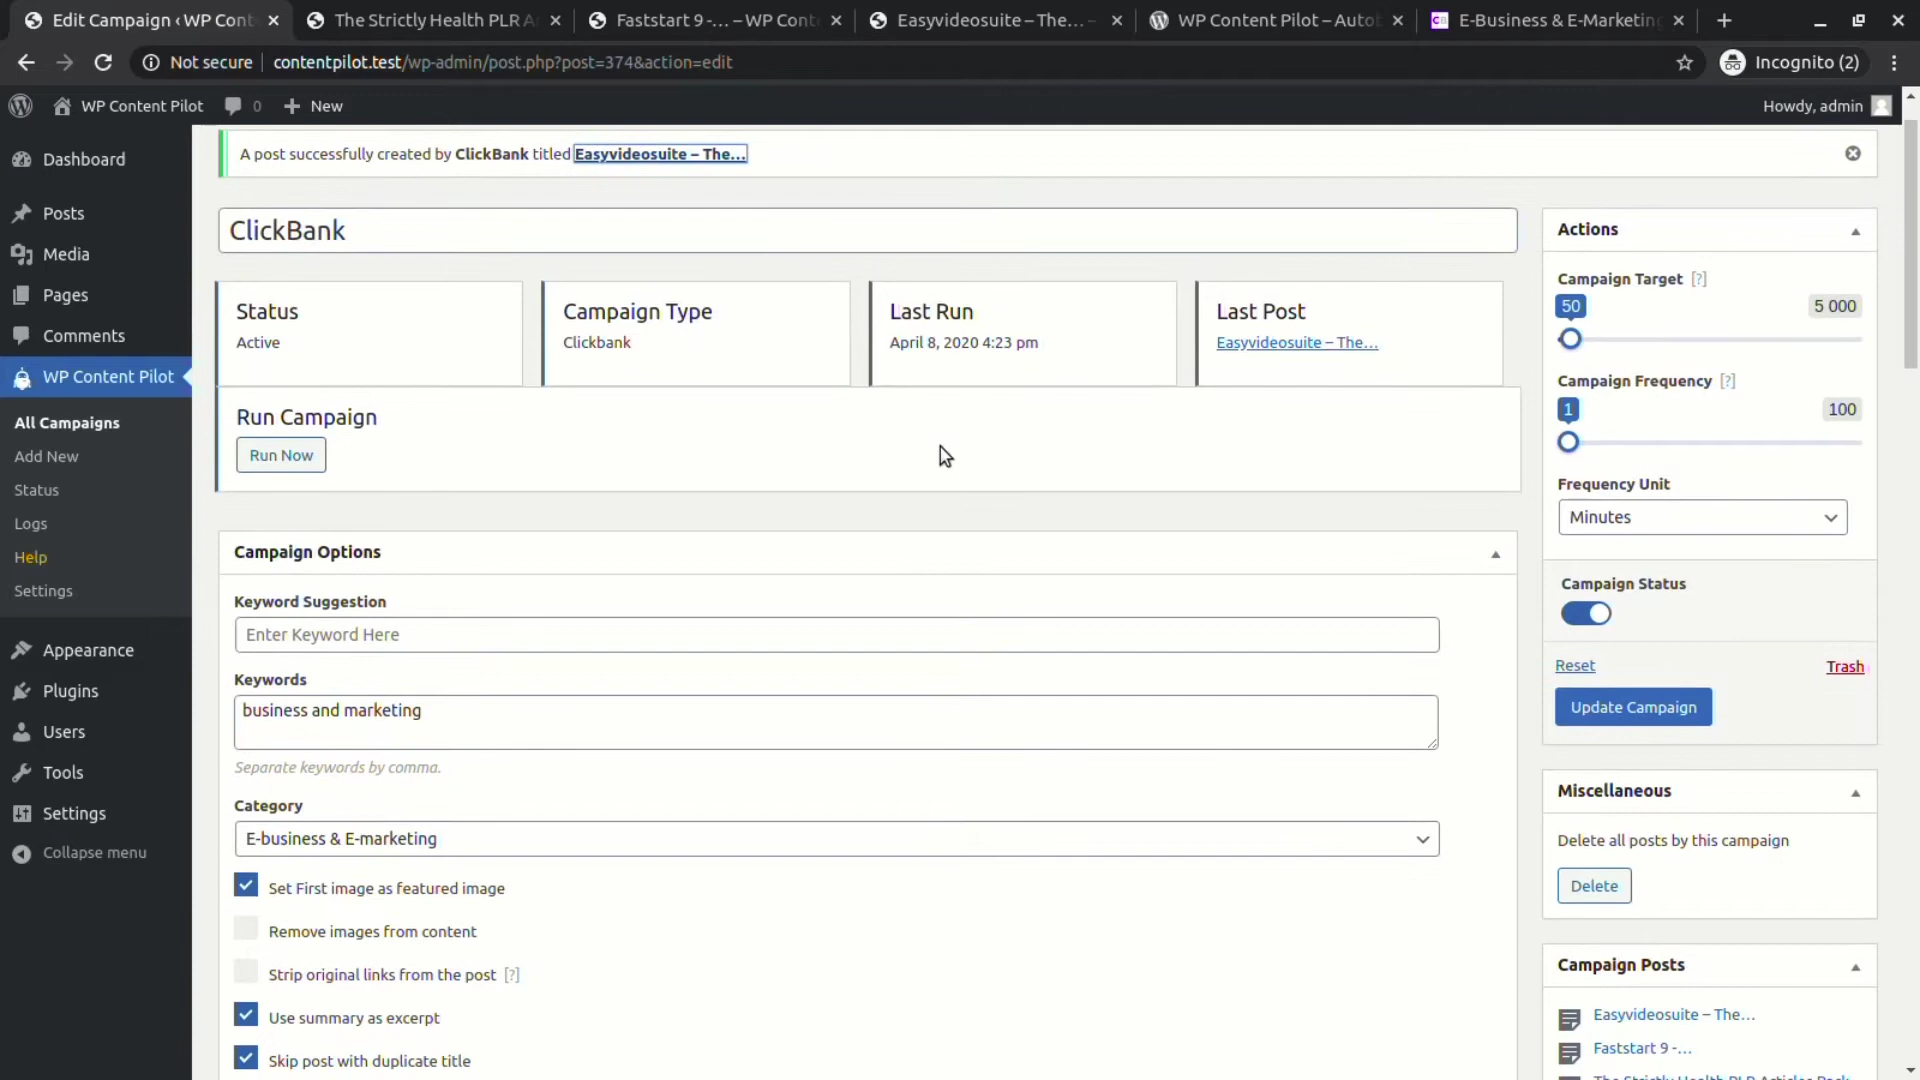 Edit Campaign ‹ WP Cont
The Strictly Health PLR A
Faststart 9 -… – WP Cont
Easyvideosuite – The… –
WP Content Pilot – Autob
E-Business & E-Marketing
Not secure
contentpilot.test/wp-admin/post.php?post=374&action=edit
Incognito (2)
WP Content Pilot
0
New
Howdy, admin
Dashboard
Posts
Media
Pages
Comments
WP Content Pilot
All Campaigns
Add New
Status
Logs
Help
Settings
Appearance
Plugins
Users
Tools
Settings
Collapse menu
A post successfully created by ClickBank titled Easyvideosuite – The…
ClickBank
Status
Active
Campaign Type
Clickbank
Last Run
April 8, 2020 4:23 pm
Last Post
Easyvideosuite – The…
Run Campaign
Run Now
Campaign Options
Keyword Suggestion
Enter Keyword Here
Keywords
business and marketing
Separate keywords by comma.
Category
E-business & E-marketing
Set First image as featured image
Remove images from content
Strip original links from the post [?]
Use summary as excerpt
Skip post with duplicate title
Actions
Campaign Target [?]
50
5 000
Campaign Frequency [?]
1
100
Frequency Unit
Minutes
Campaign Status
Reset
Trash
Update Campaign
Miscellaneous
Delete all posts by this campaign
Delete
Campaign Posts
Easyvideosuite – The…
Faststart 9 -…
The Strictly Health PLR Articles Pack